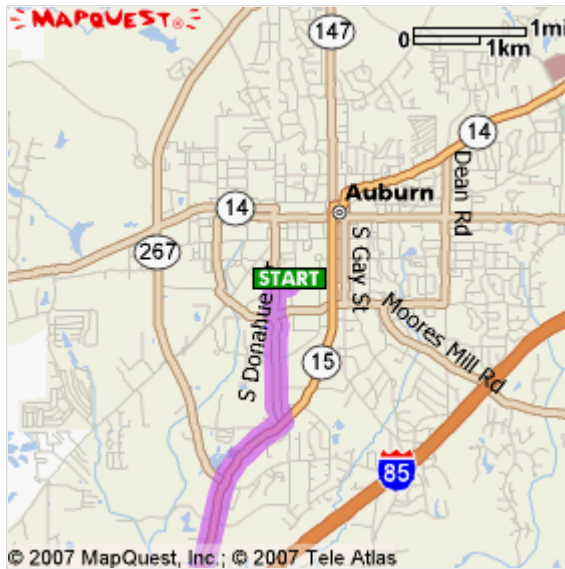 MAPQUEST®
147
0 1mi
1km
14
Dean Rd
Auburn
14
267
START
S Gay St
S Donahue
Moores Mill Rd
15
85
© 2007 MapQuest, Inc.; © 2007 Tele Atlas